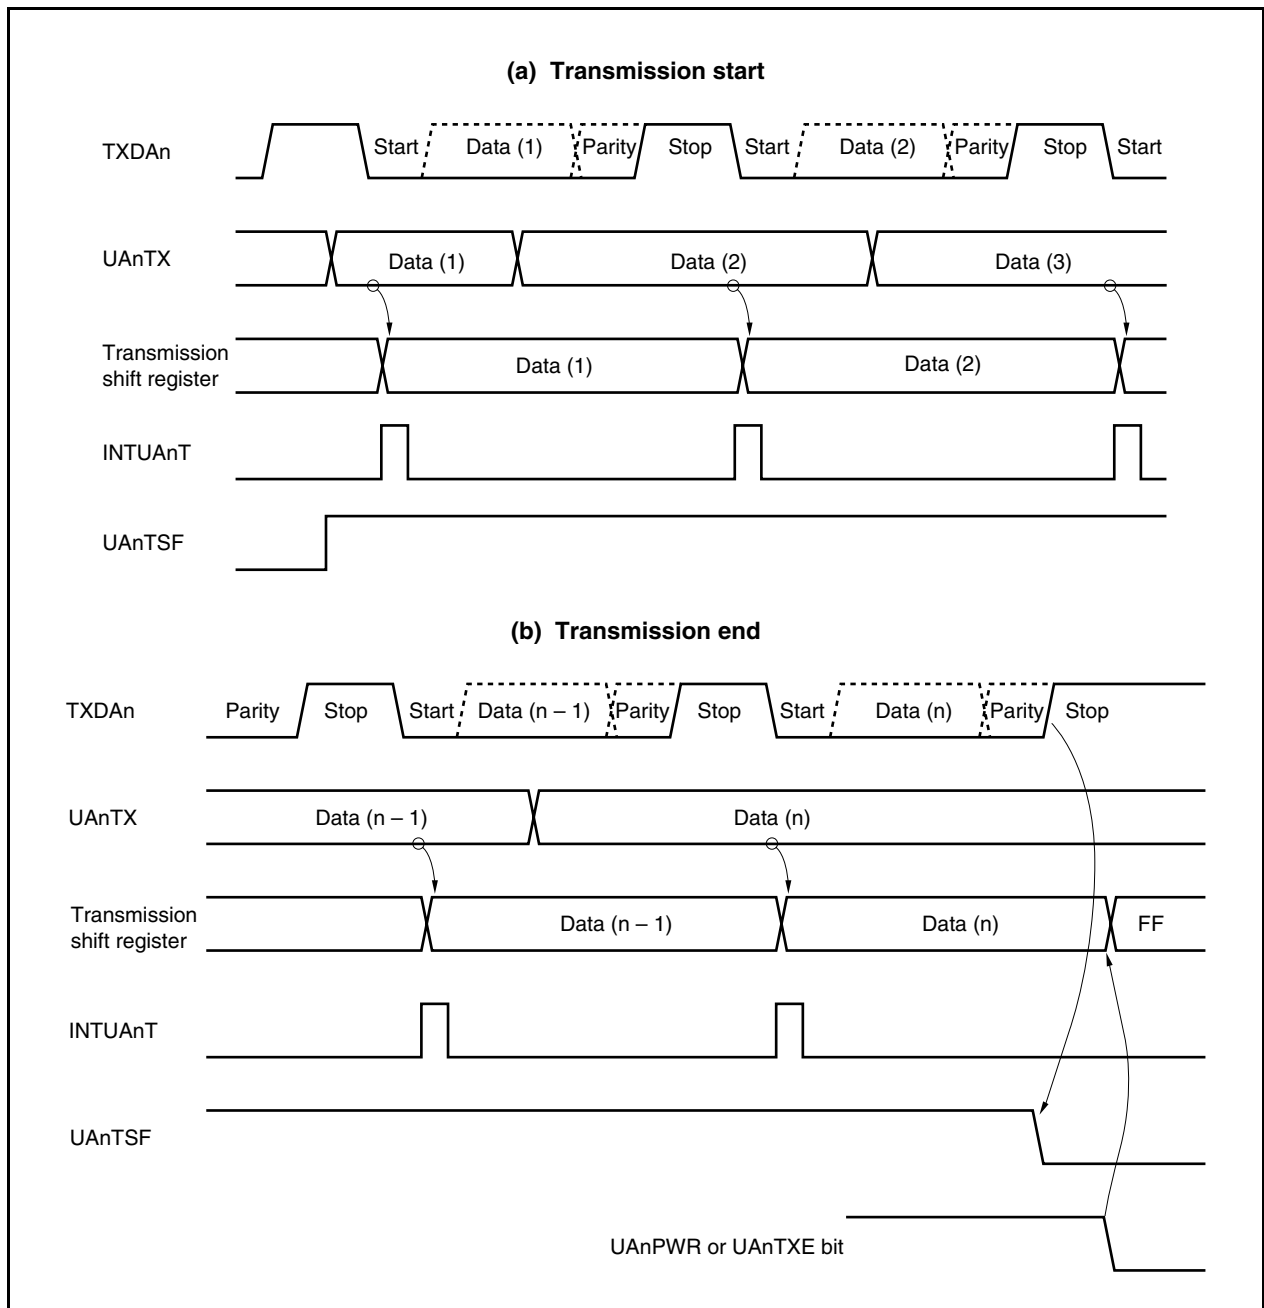 (a) Transmission start
TXDAn
Start Data (1) Parity Stop Start Data (2) Parity Stop Start
UAnTX
Data (1) Data (2) Data (3)
Transmission
shift register
Data (1) Data (2)
INTUAnT
UAnTSF
(b) Transmission end
TXDAn
Parity Stop Start Data (n – 1) Parity Stop Start Data (n) Parity Stop
UAnTX
Data (n – 1) Data (n)
Transmission
shift register
Data (n – 1) Data (n) FF
INTUAnT
UAnTSF
UAnPWR or UAnTXE bit